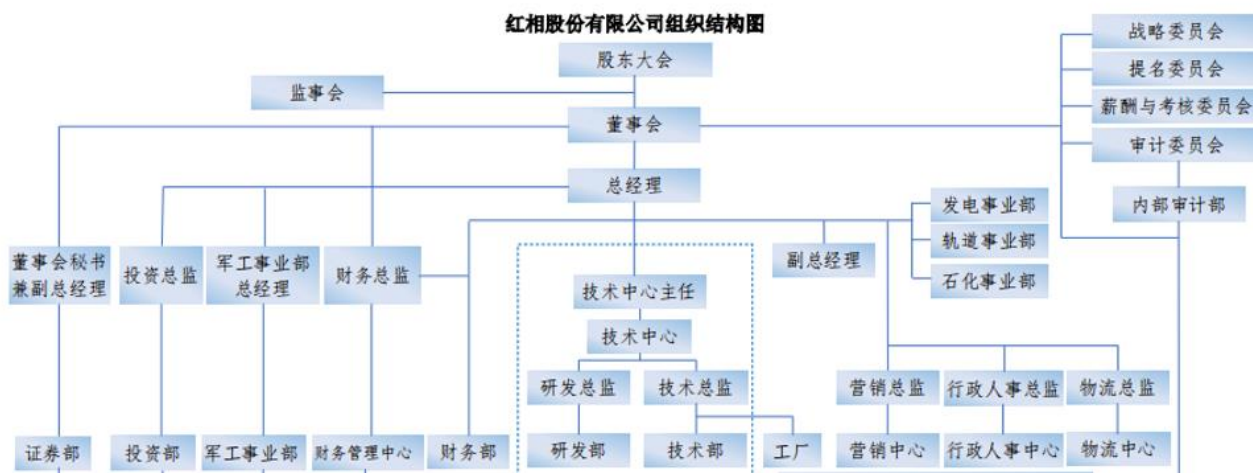 红相股份有限公司组织结构图
股东大会
监事会
董事会
总经理
战略委员会
提名委员会
薪酬与考核委员会
审计委员会
内部审计部
发电事业部
轨道事业部
石化事业部
董事会秘书
兼副总经理
投资总监
军工事业部
总经理
财务总监
副总经理
技术中心主任
技术中心
研发总监
技术总监
营销总监
行政人事总监
物流总监
证券部
投资部
军工事业部
财务管理中心
财务部
研发部
技术部
工厂
营销中心
行政人事中心
物流中心